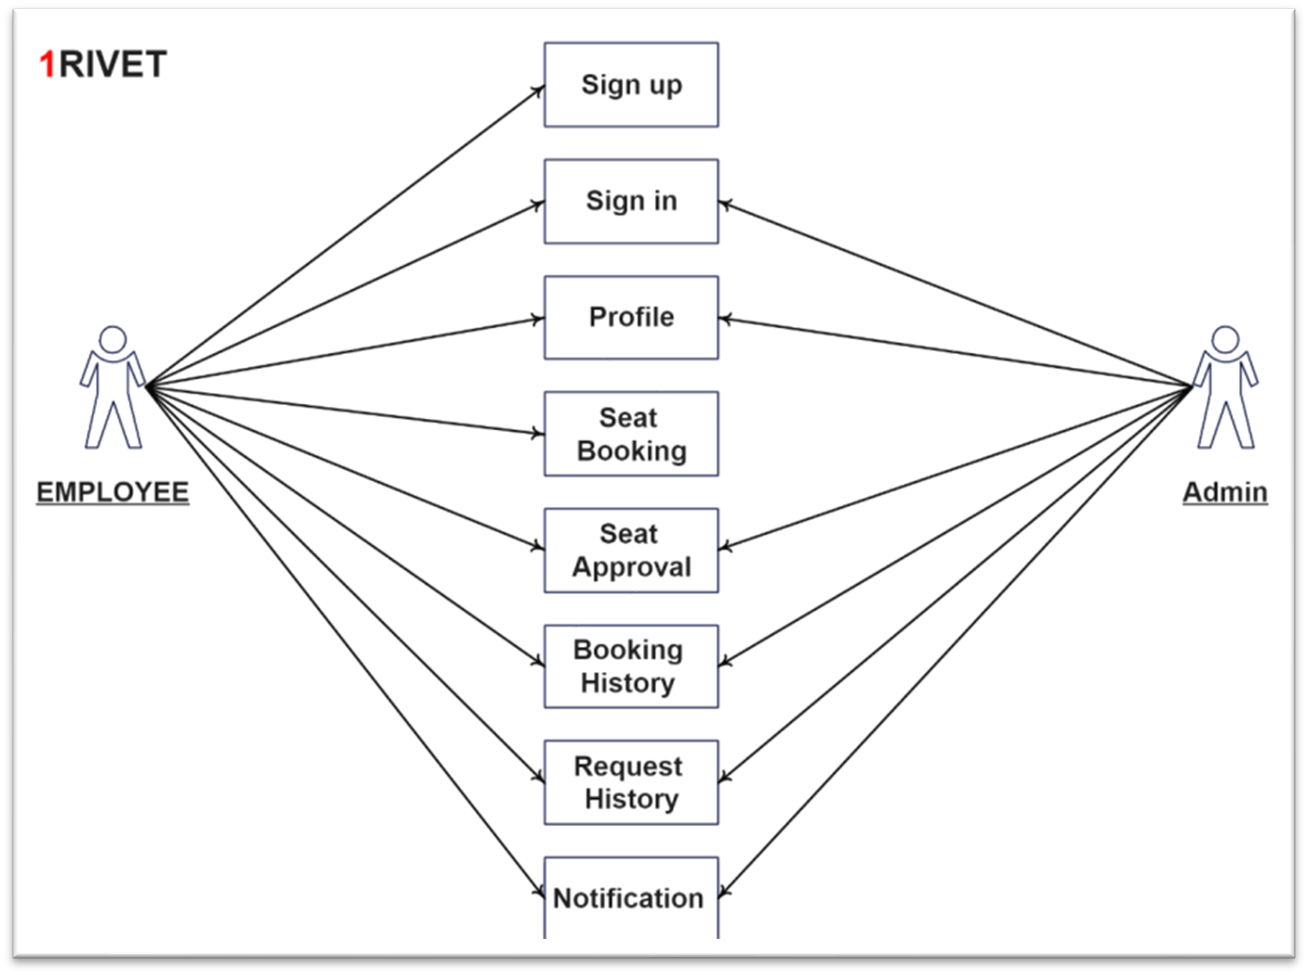 1RIVET
Sign up
Sign in
Profile
Seat
Booking
EMPLOYEE
Admin
Seat
Approval
Booking
History
Request
History
Notification